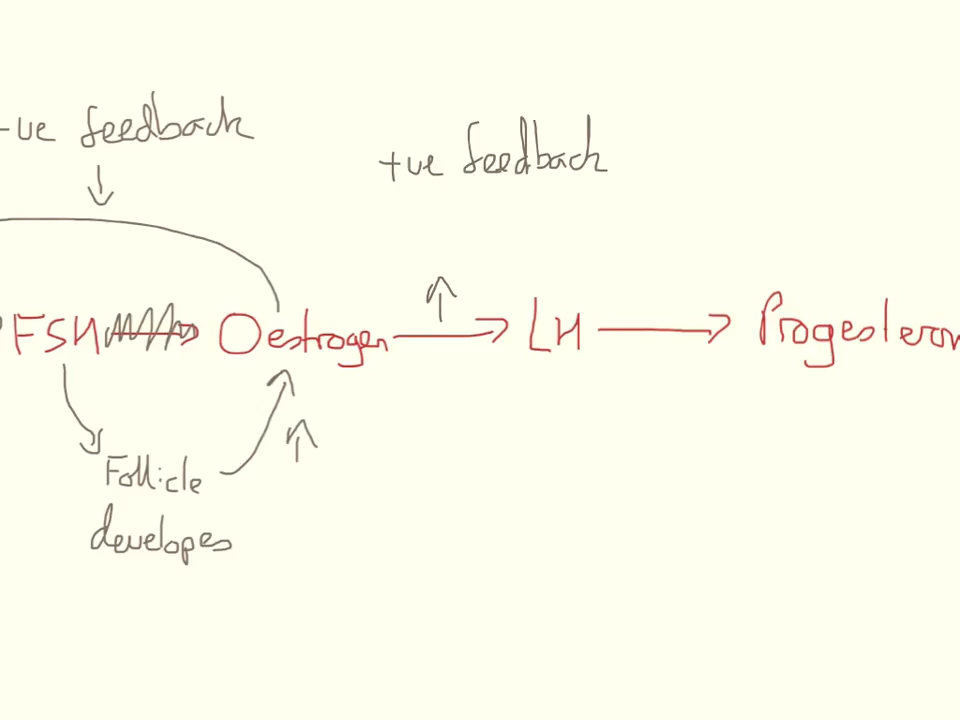 -ve feedback
+ve feedback
FSH Oestrogen LH Progesteron
Follicle
developes